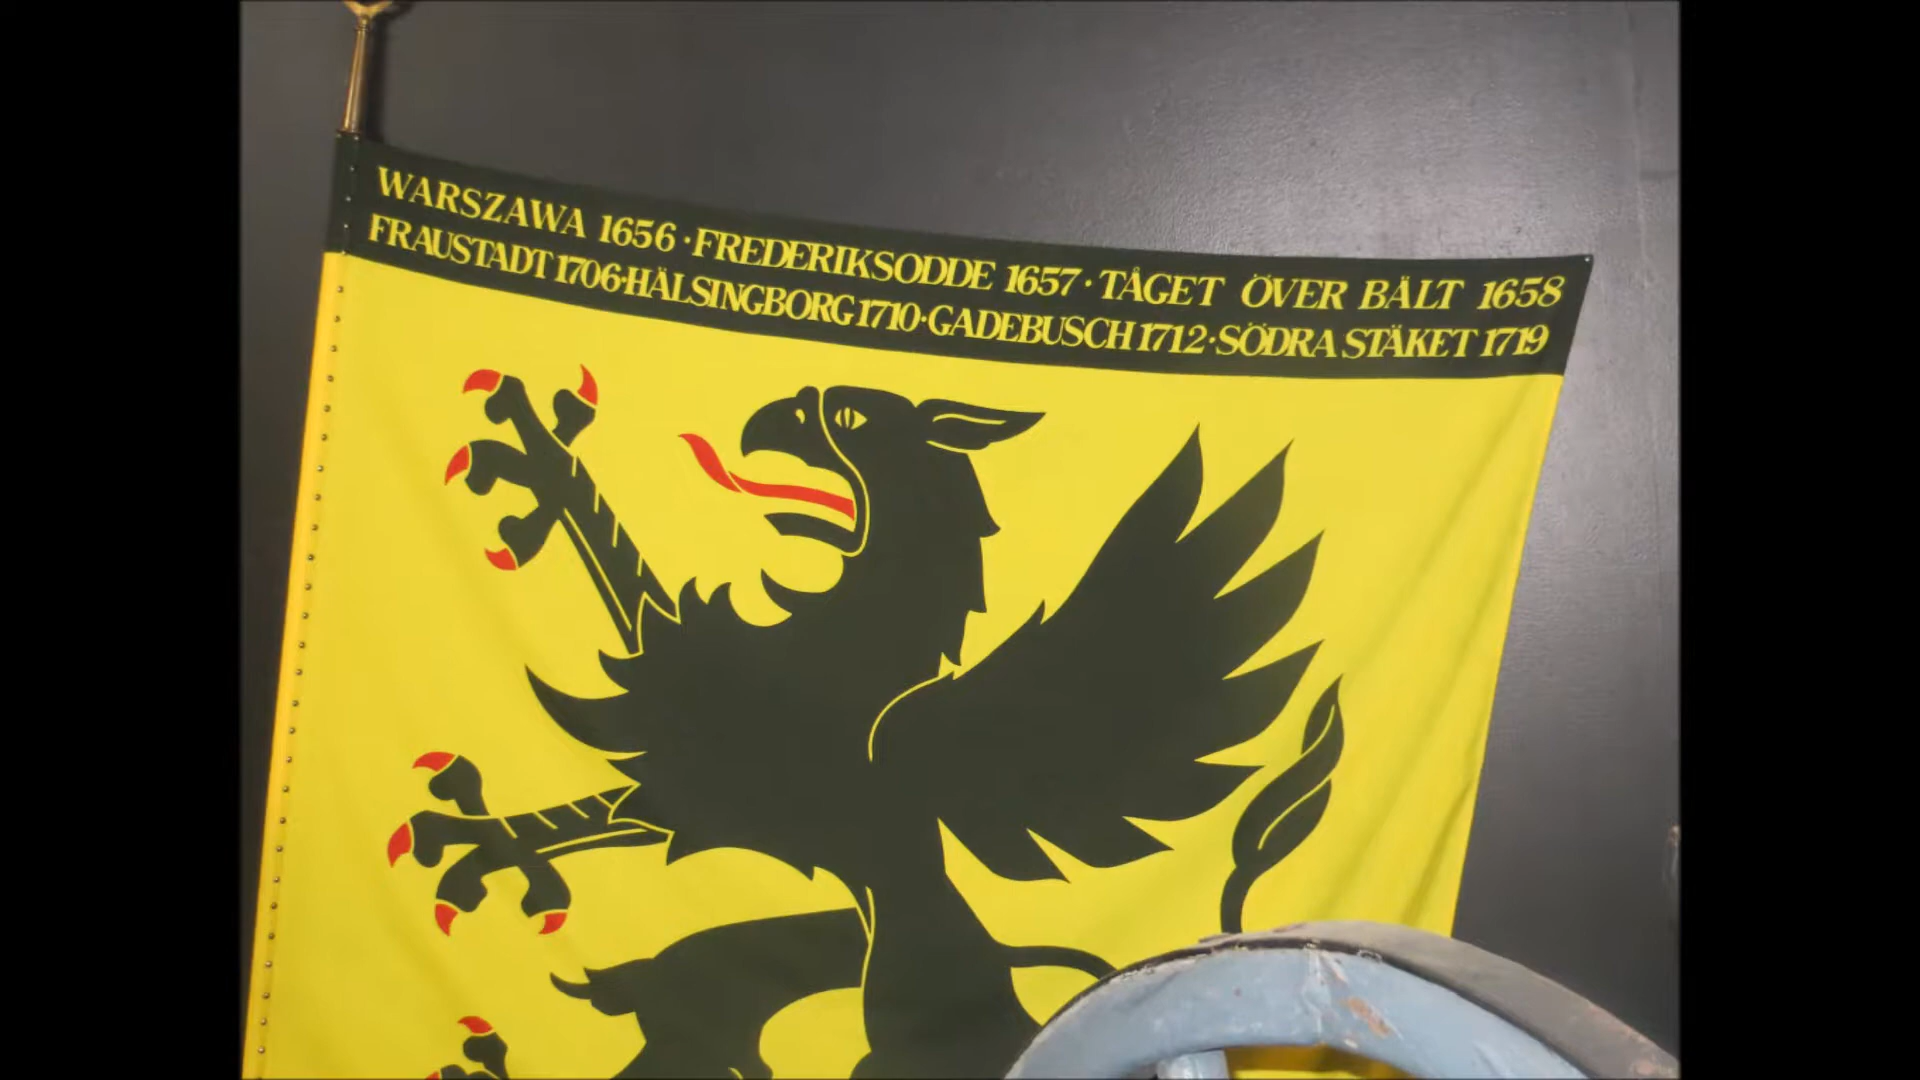 WARSZAWA 1656 · FREDERIKSODDE 1657 · TÅGET ÖVER BÄLT 1658
FRAUSTADT 1706 · HÄLSINGBORG 1710 · GADEBUSCH 1712 · SÖDRA STÄKET 1719